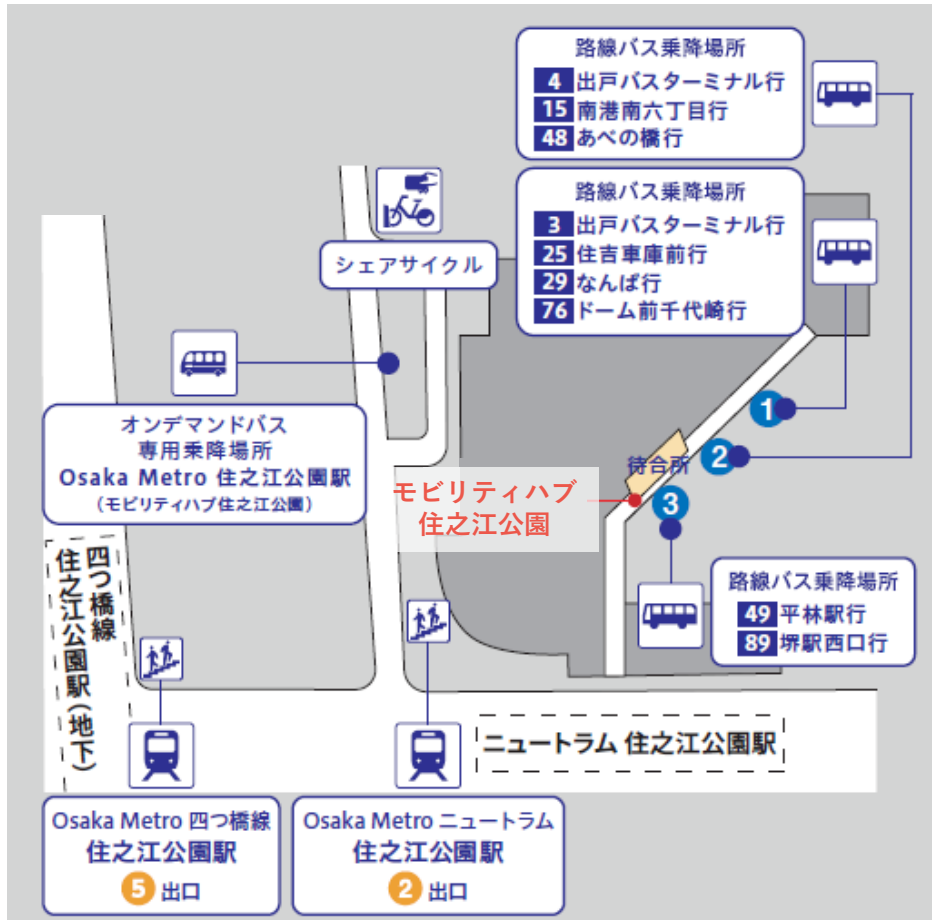 路線バス乗降場所
4 出戸バスターミナル行
15 南港南六丁目行
48 あべの橋行
路線バス乗降場所
3 出戸バスターミナル行
25 住吉車庫前行
29 なんば行
76 ドーム前千代崎行
シェアサイクル
オンデマンドバス
専用乗降場所
Osaka Metro 住之江公園駅
(モビリティハブ住之江公園)
1
2
待合所
3
モビリティハブ
住之江公園
路線バス乗降場所
49 平林駅行
89 堺駅西口行
四つ橋線
住之江公園駅(地下)
ニュートラム 住之江公園駅
Osaka Metro 四つ橋線
住之江公園駅
5 出口
Osaka Metro ニュートラム
住之江公園駅
2 出口